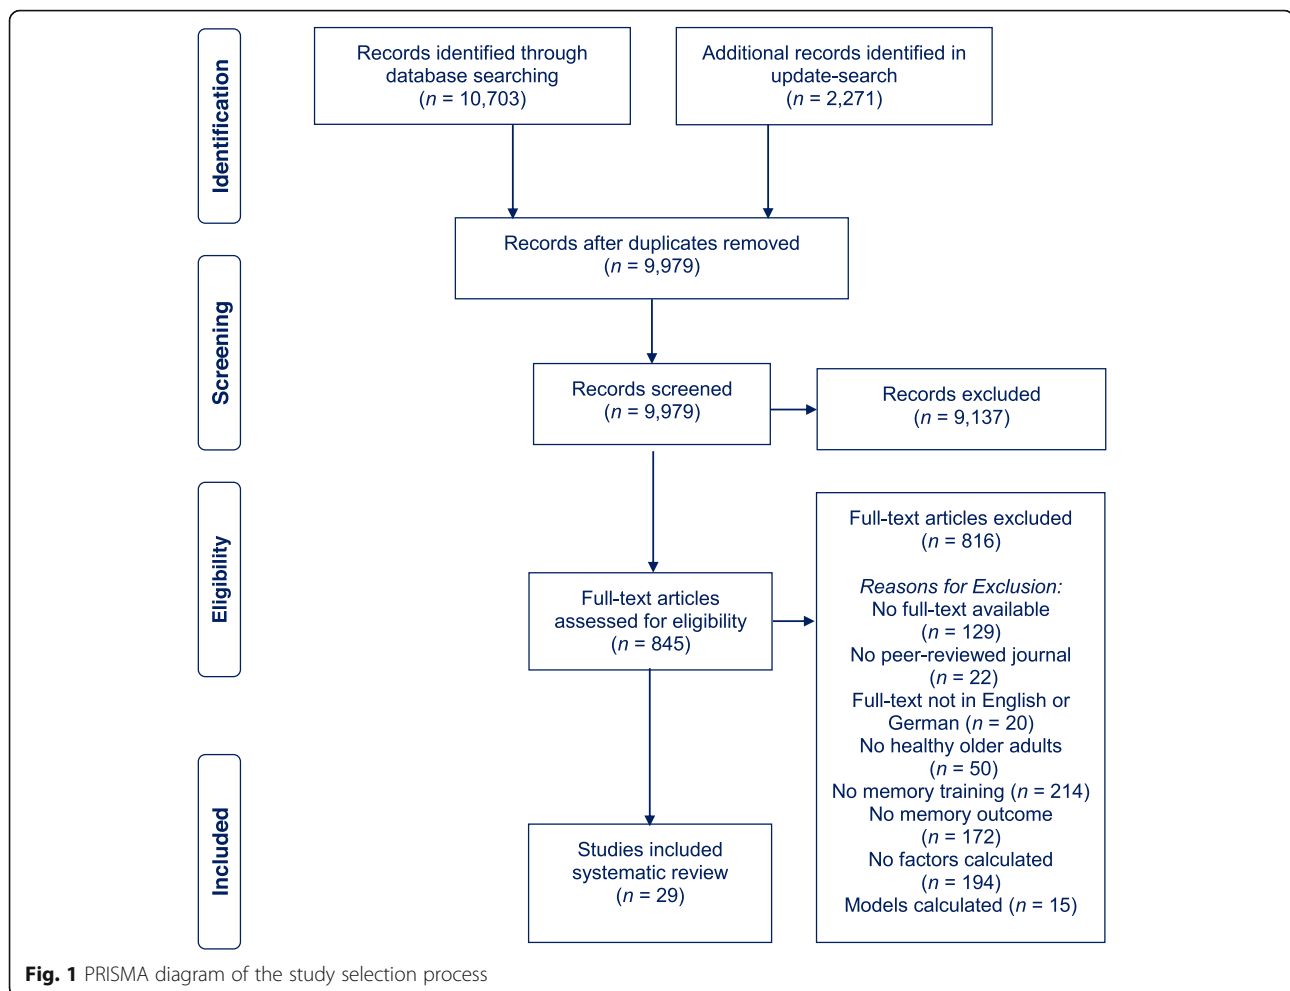 Identification
Records identified through
database searching
(n = 10,703)
Additional records identified in
update-search
(n = 2,271)
Records after duplicates removed
(n = 9,979)
Screening
Records screened
(n = 9,979)
Records excluded
(n = 9,137)
Eligibility
Full-text articles
assessed for eligibility
(n = 845)
Full-text articles excluded
(n = 816)
Reasons for Exclusion:
No full-text available
(n = 129)
No peer-reviewed journal
(n = 22)
Full-text not in English or
German (n = 20)
No healthy older adults
(n = 50)
No memory training (n = 214)
No memory outcome
(n = 172)
No factors calculated
(n = 194)
Models calculated (n = 15)
Included
Studies included
systematic review
(n = 29)
Fig. 1 PRISMA diagram of the study selection process